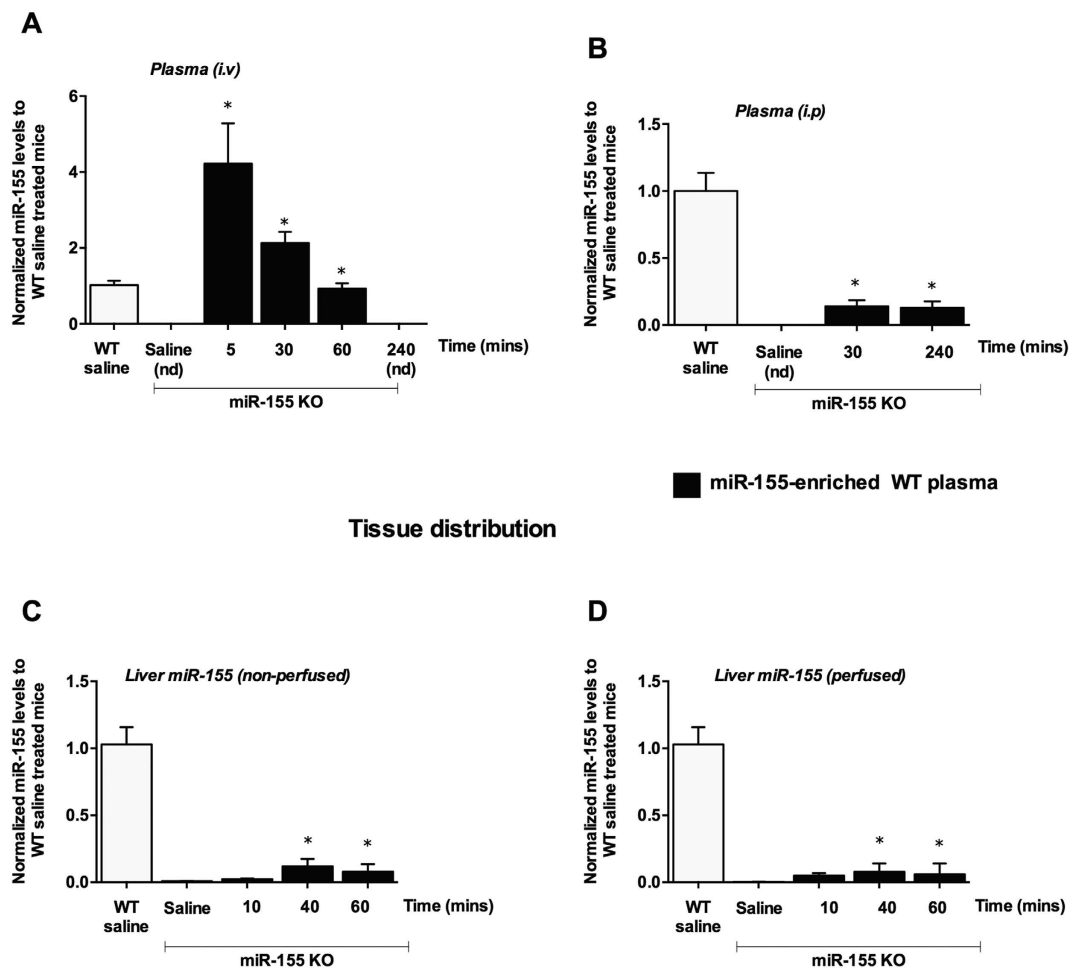 A
Plasma (i.v)
Normalized miR-155 levels to
WT saline treated mice
6
4
2
0
WT
saline
Saline
(nd)
5
30
60
240
(nd)
Time (mins)
miR-155 KO
B
Plasma (i.p)
Normalized miR-155 levels to
WT saline treated mice
1.5
1.0
0.5
0.0
WT
saline
Saline
(nd)
30
240
Time (mins)
miR-155 KO
* * *
* *
miR-155-enriched WT plasma
Tissue distribution
C
Liver miR-155 (non-perfused)
Normalized miR-155 levels to
WT saline treated mice
1.5
1.0
0.5
0.0
* *
WT
saline
Saline
10
40
60
Time (mins)
miR-155 KO
D
Liver miR-155 (perfused)
Normalized miR-155 levels to
WT saline treated mice
1.5
1.0
0.5
0.0
* *
WT
saline
Saline
10
40
60
Time (mins)
miR-155 KO